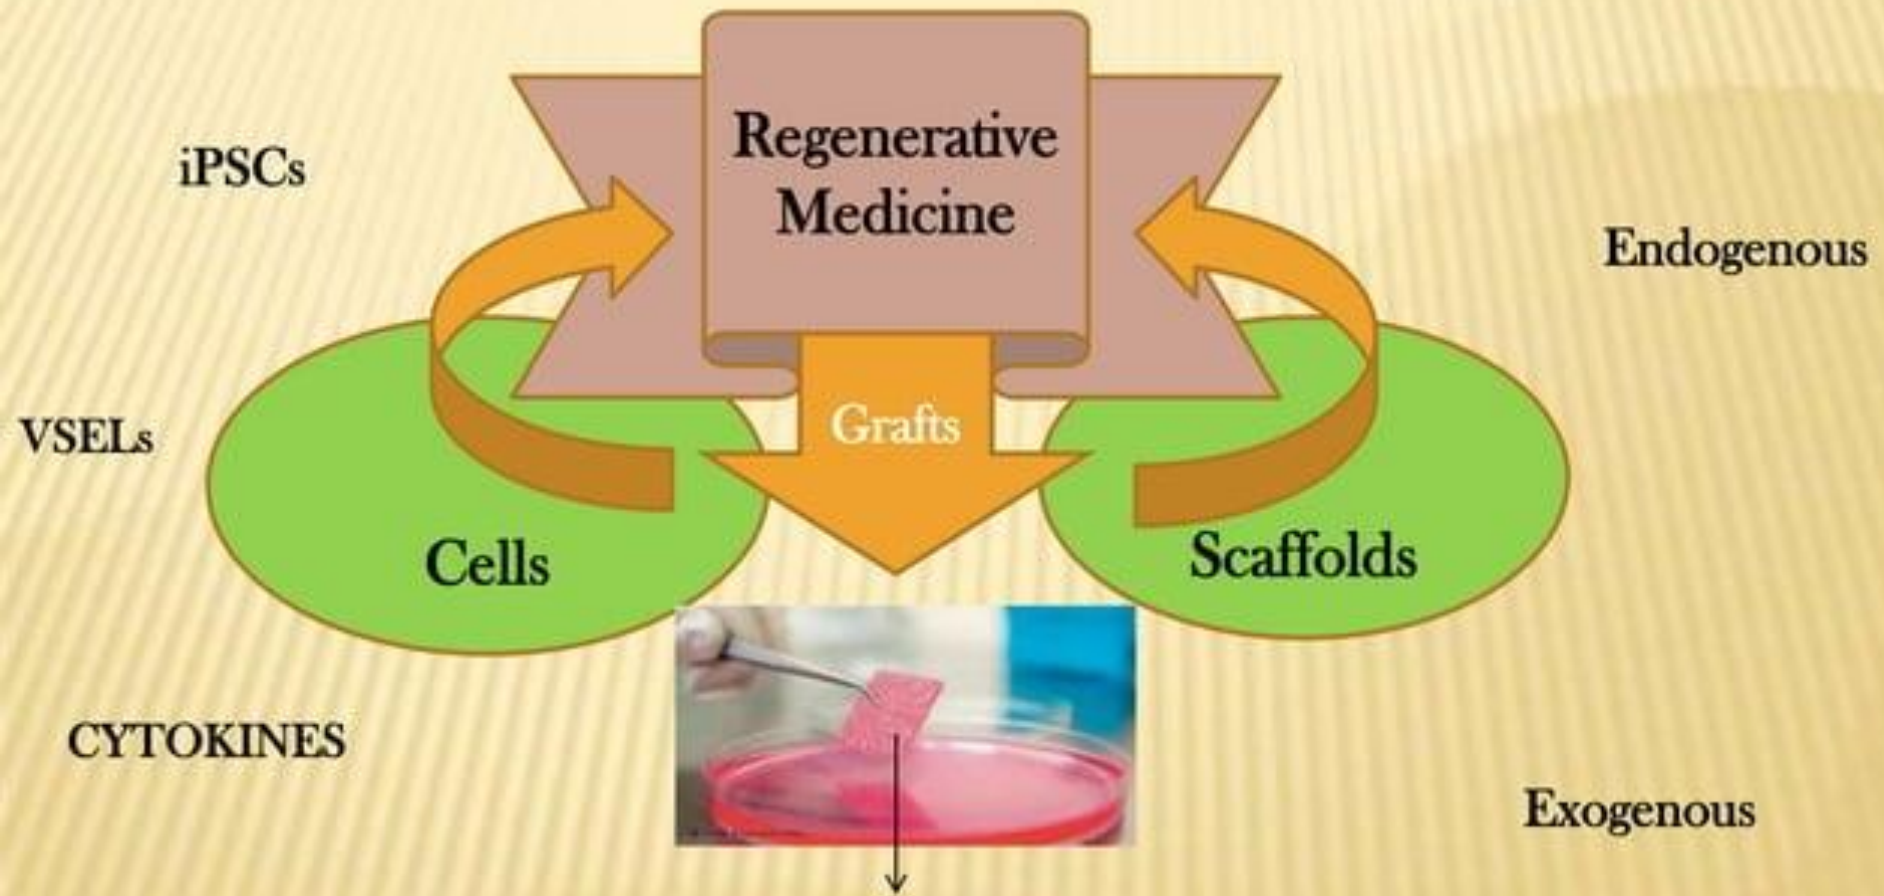 Regenerative
Medicine
iPSCs
Endogenous
VSELs
Grafts
Cells
Scaffolds
CYTOKINES
Exogenous